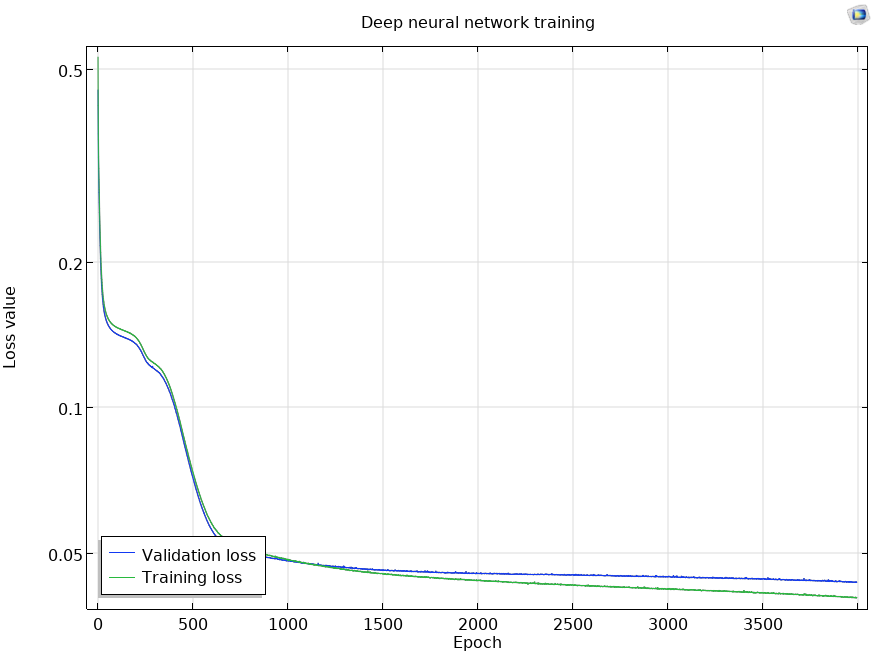 Deep neural network training
0.5
0.2
0.1
0.05
Loss value
Validation loss
Training loss
0 500 1000 1500 2000 2500 3000 3500
Epoch